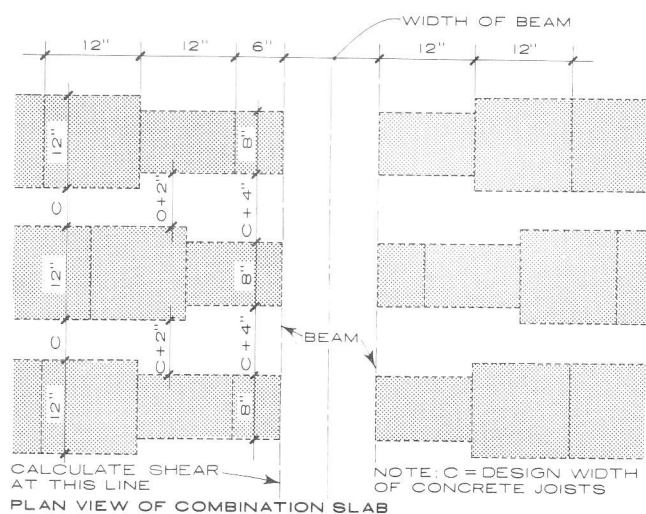 WIDTH OF BEAM
12" 12" 6" 12" 12"
12" 8"
C O+2" C+4"
12" 8"
C C+2" C+4"
BEAM
12" 8"
CALCULATE SHEAR
AT THIS LINE
NOTE: C = DESIGN WIDTH
OF CONCRETE JOISTS
PLAN VIEW OF COMBINATION SLAB